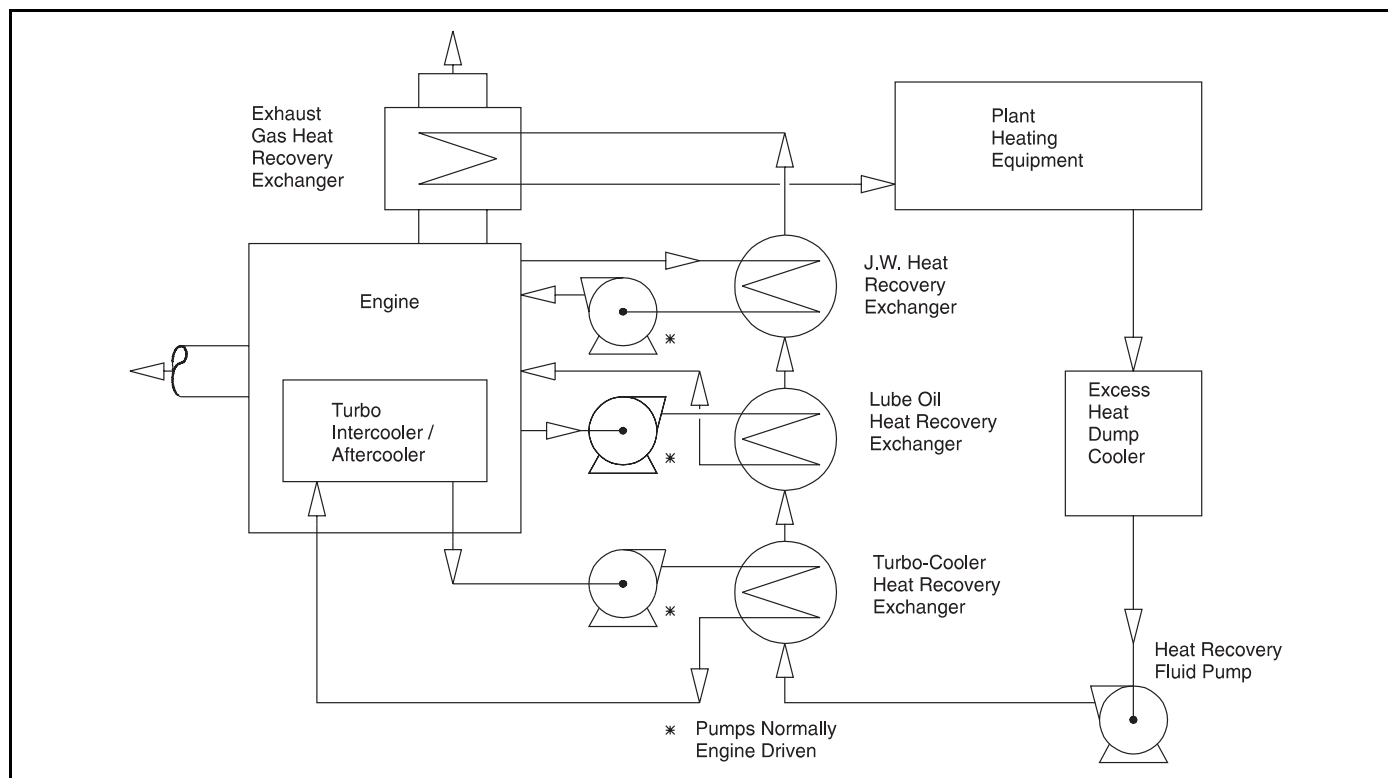 Exhaust
Gas Heat
Recovery
Exchanger
Plant
Heating
Equipment
Engine
J.W. Heat
Recovery
Exchanger
*
Turbo
Intercooler /
Aftercooler
Lube Oil
Heat Recovery
Exchanger
*
Excess
Heat
Dump
Cooler
Turbo-Cooler
Heat Recovery
Exchanger
*
Heat Recovery
Fluid Pump
* Pumps Normally
Engine Driven